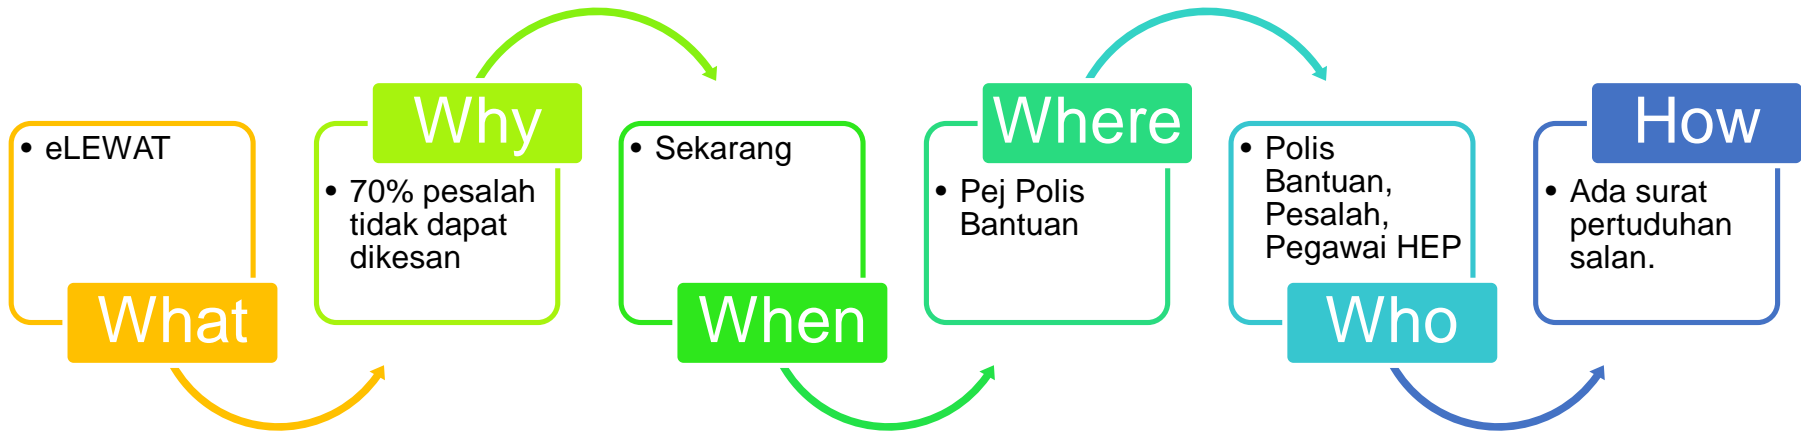 • eLEWAT
What
Why
• 70% pesalah
tidak dapat
dikesan
• Sekarang
When
Where
• Pej Polis
Bantuan
• Polis
Bantuan,
Pesalah,
Pegawai HEP
Who
How
• Ada surat
pertuduhan
salan.